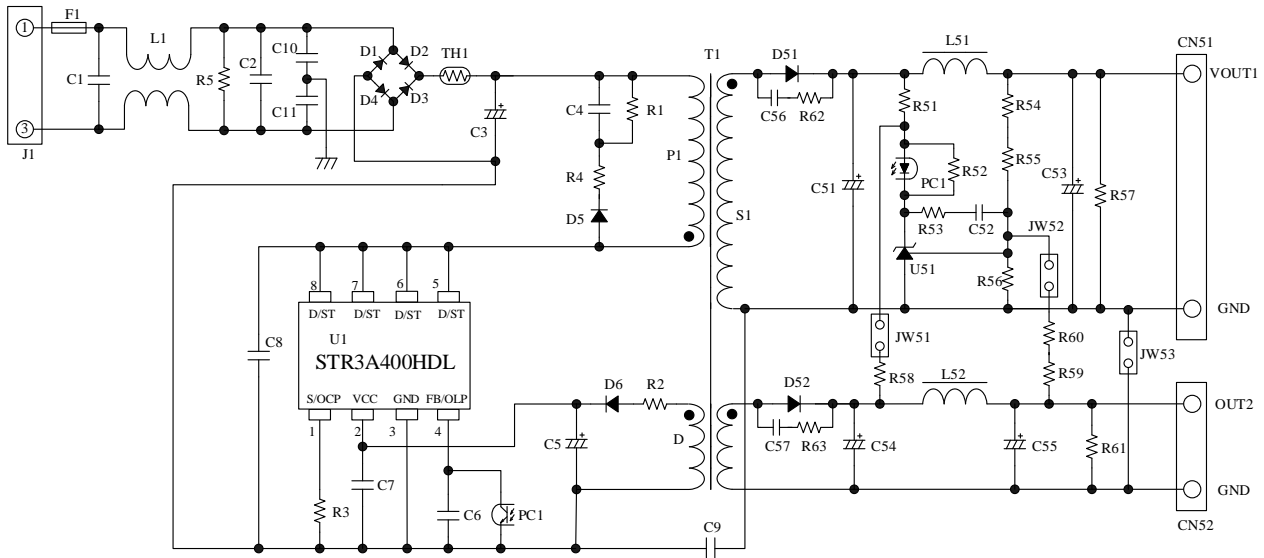 F1
1
3
J1
C1
L1
R5
C2
C10
C11
D1
D2
D4
D3
TH1
C3
C4
R1
R4
D5
P1
T1
S1
D51
C56
R62
C51
L51
R51
PC1
R52
R53
C52
U51
R54
R55
R56
JW52
C53
R57
CN51
VOUT1
GND
C8
8
7
6
5
D/ST
D/ST
D/ST
D/ST
U1
STR3A400HDL
S/OCP
VCC
GND
FB/OLP
1
2
3
4
R3
C7
C6
PC1
C5
D6
R2
D
C9
D52
C57
R63
C54
JW51
R58
L52
R60
R59
C55
R61
JW53
OUT2
GND
CN52